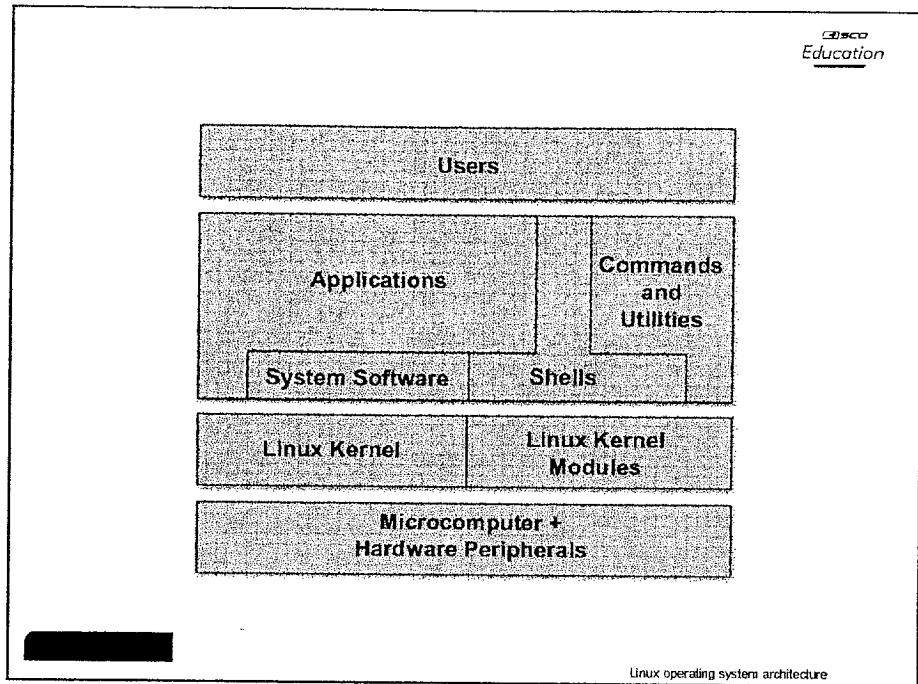 SCO
Education
Users
Applications
Commands
and
Utilities
System Software
Shells
Linux Kernel
Linux Kernel
Modules
Microcomputer +
Hardware Peripherals
Linux operating system architecture